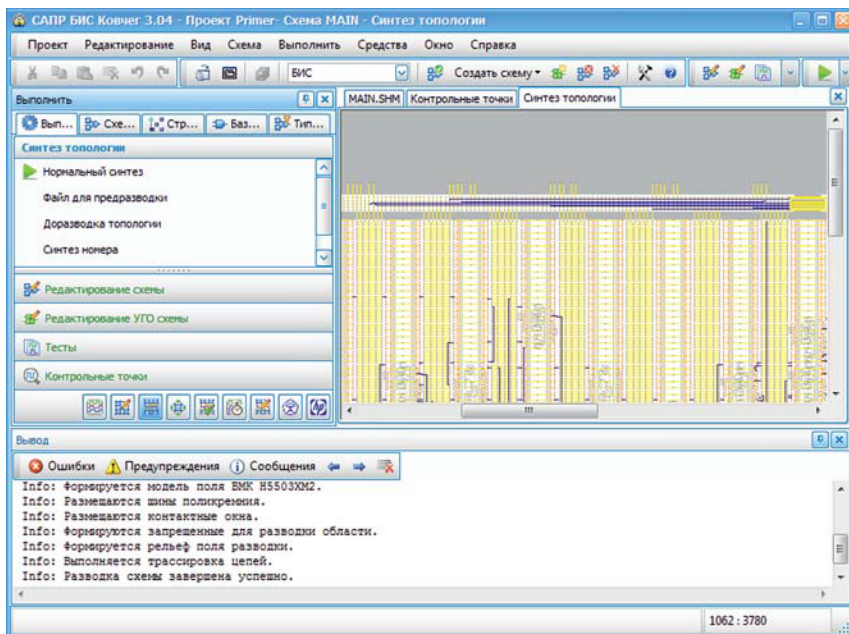 САПР БИС Ковчег 3.04 - Проект Primer- Схема MAIN - Синтез топологии
Проект Редактирование Вид Схема Выполнить Средства Окно Справка
БИС Создать схему
Выполнить
MAIN.SHM Контрольные точки Синтез топологии
Вып... Схе... Стр... Баз... Тип...
Синтез топологии
Нормальный синтез
Файл для предразводки
Доразводка топологии
Синтез номера
Редактирование схемы
Редактирование УГО схемы
Тесты
Контрольные точки
Вывод
Ошибки Предупреждения Сообщения
Info: Формируется модель поля БМК Н5503ХМ2.
Info: Размещаются шины поликремния.
Info: Размещаются контактные окна.
Info: Формируются запрещенные для разводки области.
Info: Формируется рельеф поля разводки.
Info: Выполняется трассировка цепей.
Info: Разводка схемы завершена успешно.
1062 : 3780